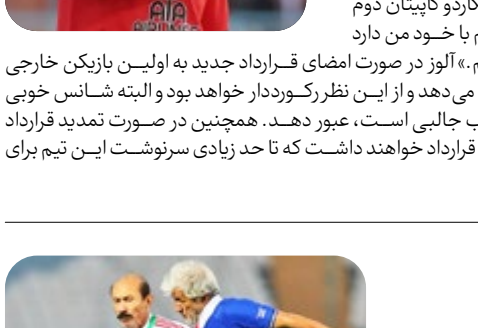 کاردو کاپیتان دوم
م با خود من دارد
ATA
AIRLINES
م.» آلوز در صورت امضای قرارداد جدید به اولین بازیکن خارجی
می‌دهد و از این نظر رکورددار خواهد بود و البته شانس خوبی
ب جالبی است، عبور دهد. همچنین در صورت تمدید قرارداد
قرارداد خواهند داشت که تا حد زیادی سرنوشت این تیم برای